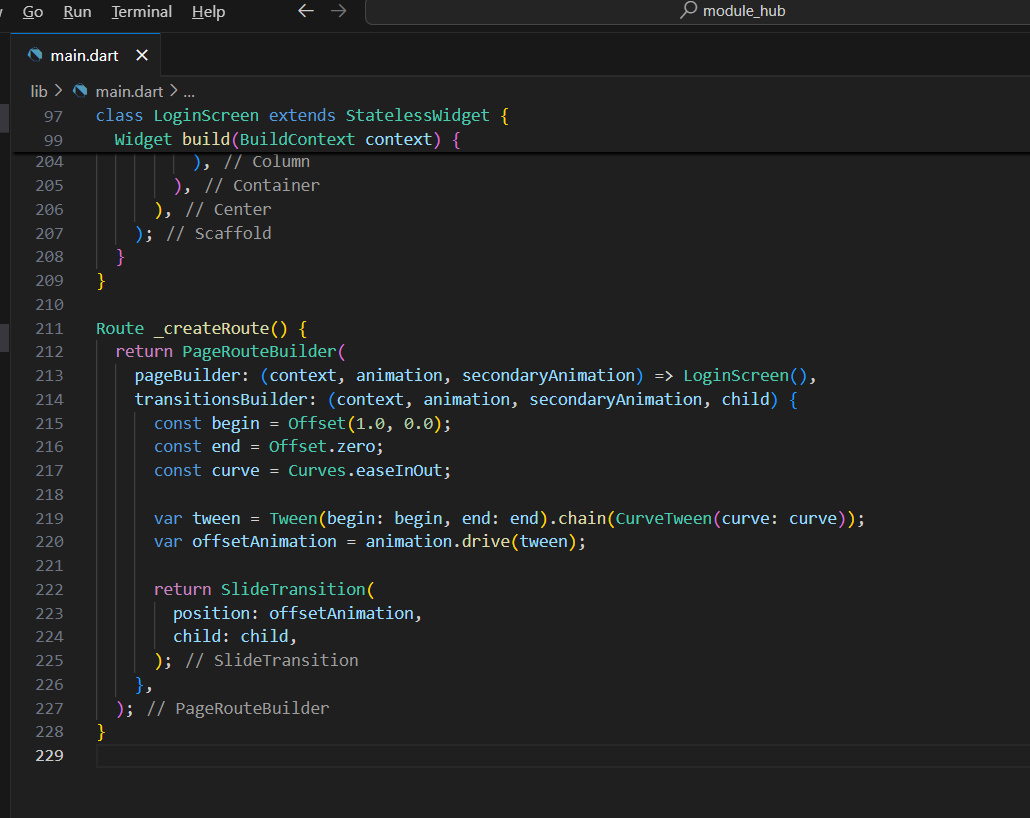 Go Run Terminal Help ← → module_hub
main.dart ×
lib > main.dart > ...
97 class LoginScreen extends StatelessWidget {
99 Widget build(BuildContext context) {
204 ), // Column
205 ), // Container
206 ), // Center
207 ); // Scaffold
208 }
209 }
210
211 Route _createRoute() {
212 return PageRouteBuilder(
213 pageBuilder: (context, animation, secondaryAnimation) => LoginScreen(),
214 transitionsBuilder: (context, animation, secondaryAnimation, child) {
215 const begin = Offset(1.0, 0.0);
216 const end = Offset.zero;
217 const curve = Curves.easeInOut;
218
219 var tween = Tween(begin: begin, end: end).chain(CurveTween(curve: curve));
220 var offsetAnimation = animation.drive(tween);
221
222 return SlideTransition(
223 position: offsetAnimation,
224 child: child,
225 ); // SlideTransition
226 },
227 ); // PageRouteBuilder
228 }
229